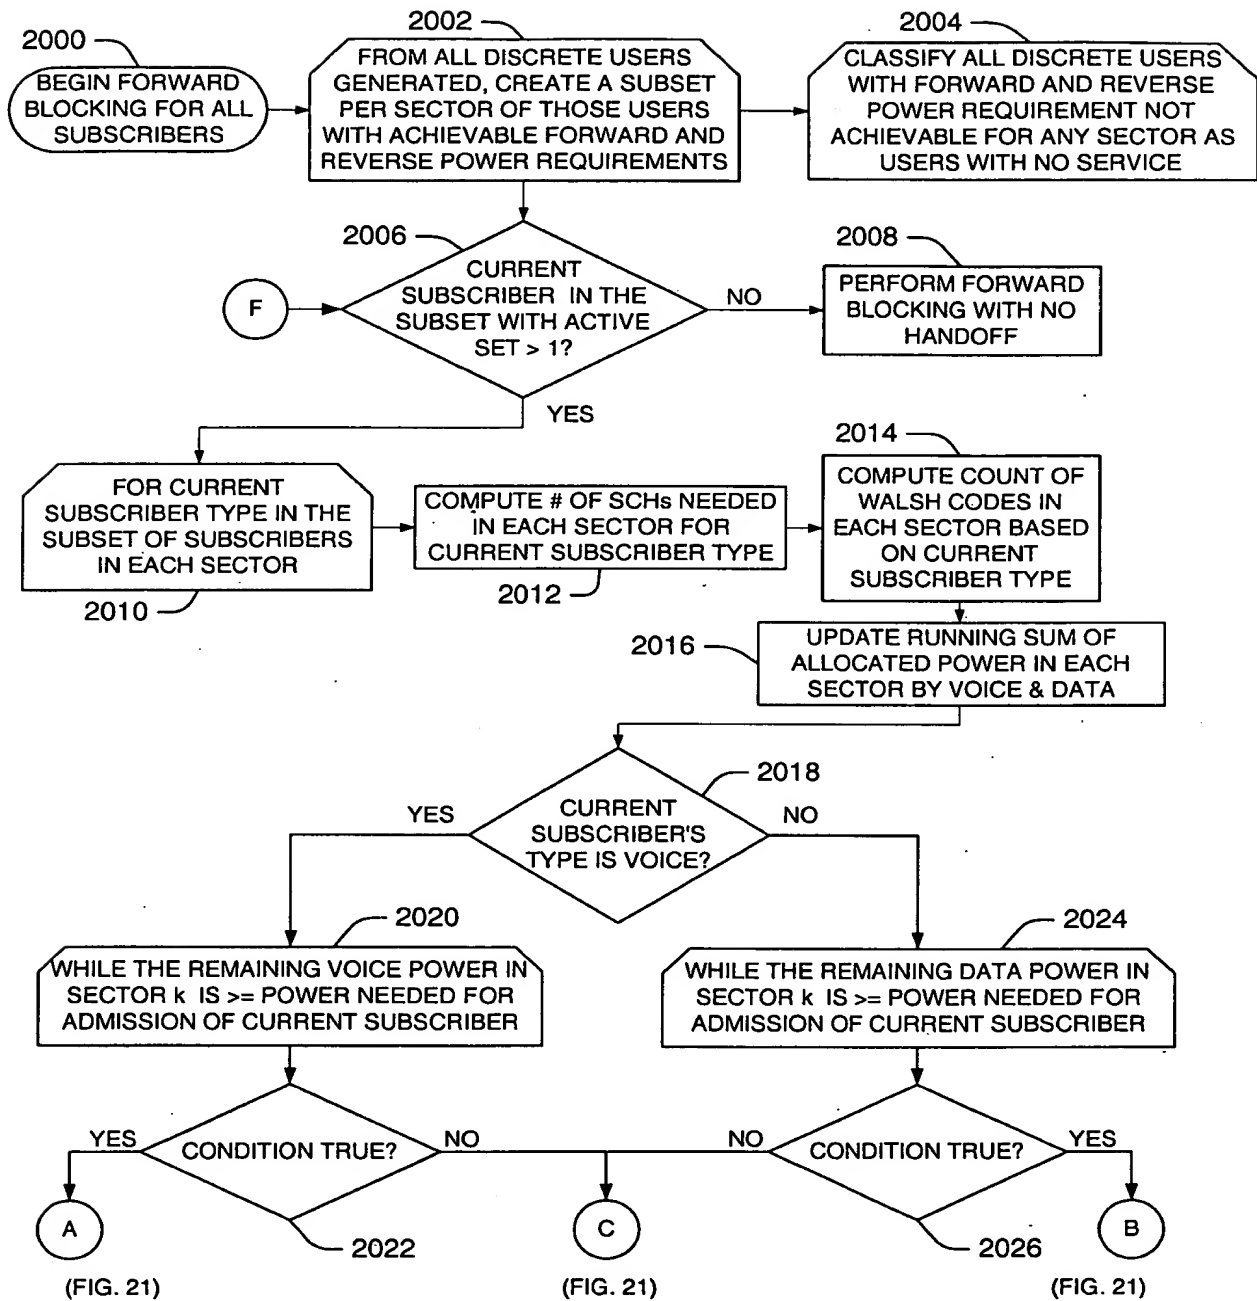 2000
BEGIN FORWARD
BLOCKING FOR ALL
SUBSCRIBERS
2002
FROM ALL DISCRETE USERS
GENERATED, CREATE A SUBSET
PER SECTOR OF THOSE USERS
WITH ACHIEVABLE FORWARD AND
REVERSE POWER REQUIREMENTS
2004
CLASSIFY ALL DISCRETE USERS
WITH FORWARD AND REVERSE
POWER REQUIREMENT NOT
ACHIEVABLE FOR ANY SECTOR AS
USERS WITH NO SERVICE
F
2006
CURRENT
SUBSCRIBER IN THE
SUBSET WITH ACTIVE
SET > 1?
NO
YES
2008
PERFORM FORWARD
BLOCKING WITH NO
HANDOFF
FOR CURRENT
SUBSCRIBER TYPE IN THE
SUBSET OF SUBSCRIBERS
IN EACH SECTOR
2010
COMPUTE # OF SCHs NEEDED
IN EACH SECTOR FOR
CURRENT SUBSCRIBER TYPE
2012
2014
COMPUTE COUNT OF
WALSH CODES IN
EACH SECTOR BASED
ON CURRENT
SUBSCRIBER TYPE
2016
UPDATE RUNNING SUM OF
ALLOCATED POWER IN EACH
SECTOR BY VOICE & DATA
2018
CURRENT
SUBSCRIBER'S
TYPE IS VOICE?
YES
NO
2020
WHILE THE REMAINING VOICE POWER IN
SECTOR k IS >= POWER NEEDED FOR
ADMISSION OF CURRENT SUBSCRIBER
2024
WHILE THE REMAINING DATA POWER IN
SECTOR k IS >= POWER NEEDED FOR
ADMISSION OF CURRENT SUBSCRIBER
YES
CONDITION TRUE?
NO
2022
NO
CONDITION TRUE?
YES
2026
A
C
B
(FIG. 21)
(FIG. 21)
(FIG. 21)